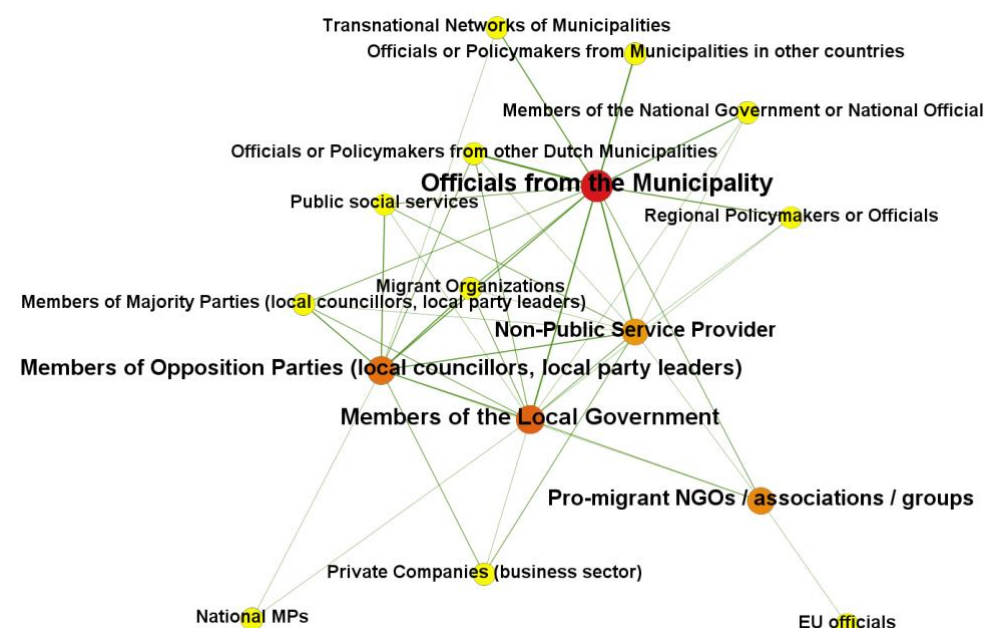 Transnational Networks of Municipalities
Officials or Policymakers from Municipalities in other countries
Members of the National Government or National Official
Officials or Policymakers from other Dutch Municipalities
Officials from the Municipality
Public social services
Regional Policymakers or Officials
Migrant Organizations
Members of Majority Parties (local councillors, local party leaders)
Non-Public Service Provider
Members of Opposition Parties (local councillors, local party leaders)
Members of the Local Government
Pro-migrant NGOs / associations / groups
Private Companies (business sector)
National MPs
EU officials